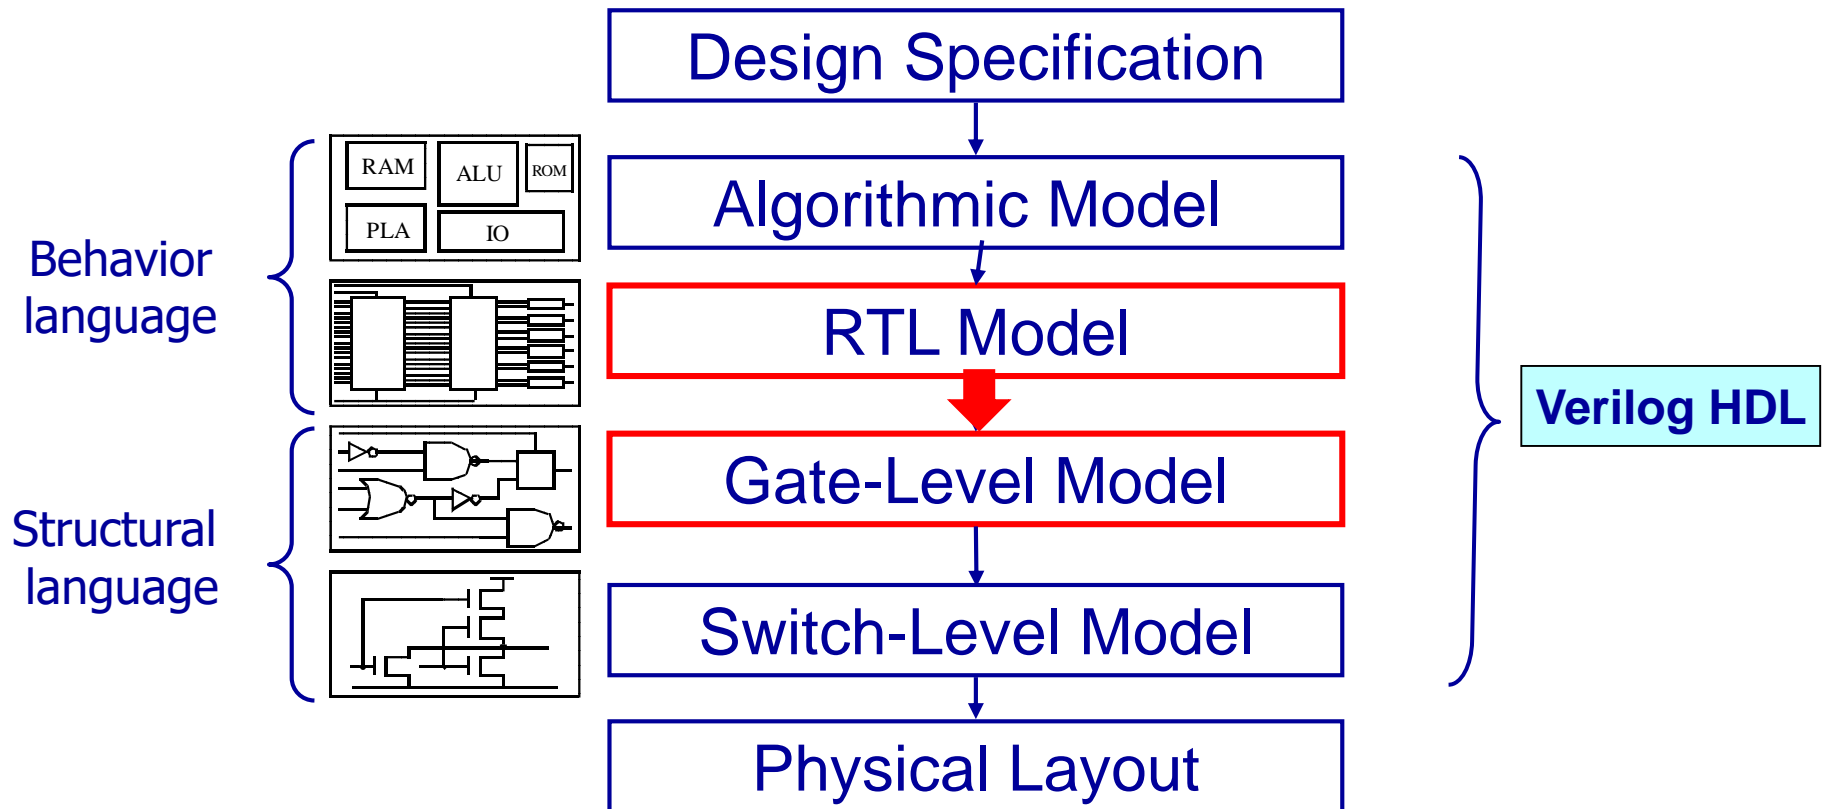 Design Specification
RAM
ALU
ROM
PLA
IO
Algorithmic Model
Behavior
language
RTL Model
Verilog HDL
Gate-Level Model
Structural
language
Switch-Level Model
Physical Layout